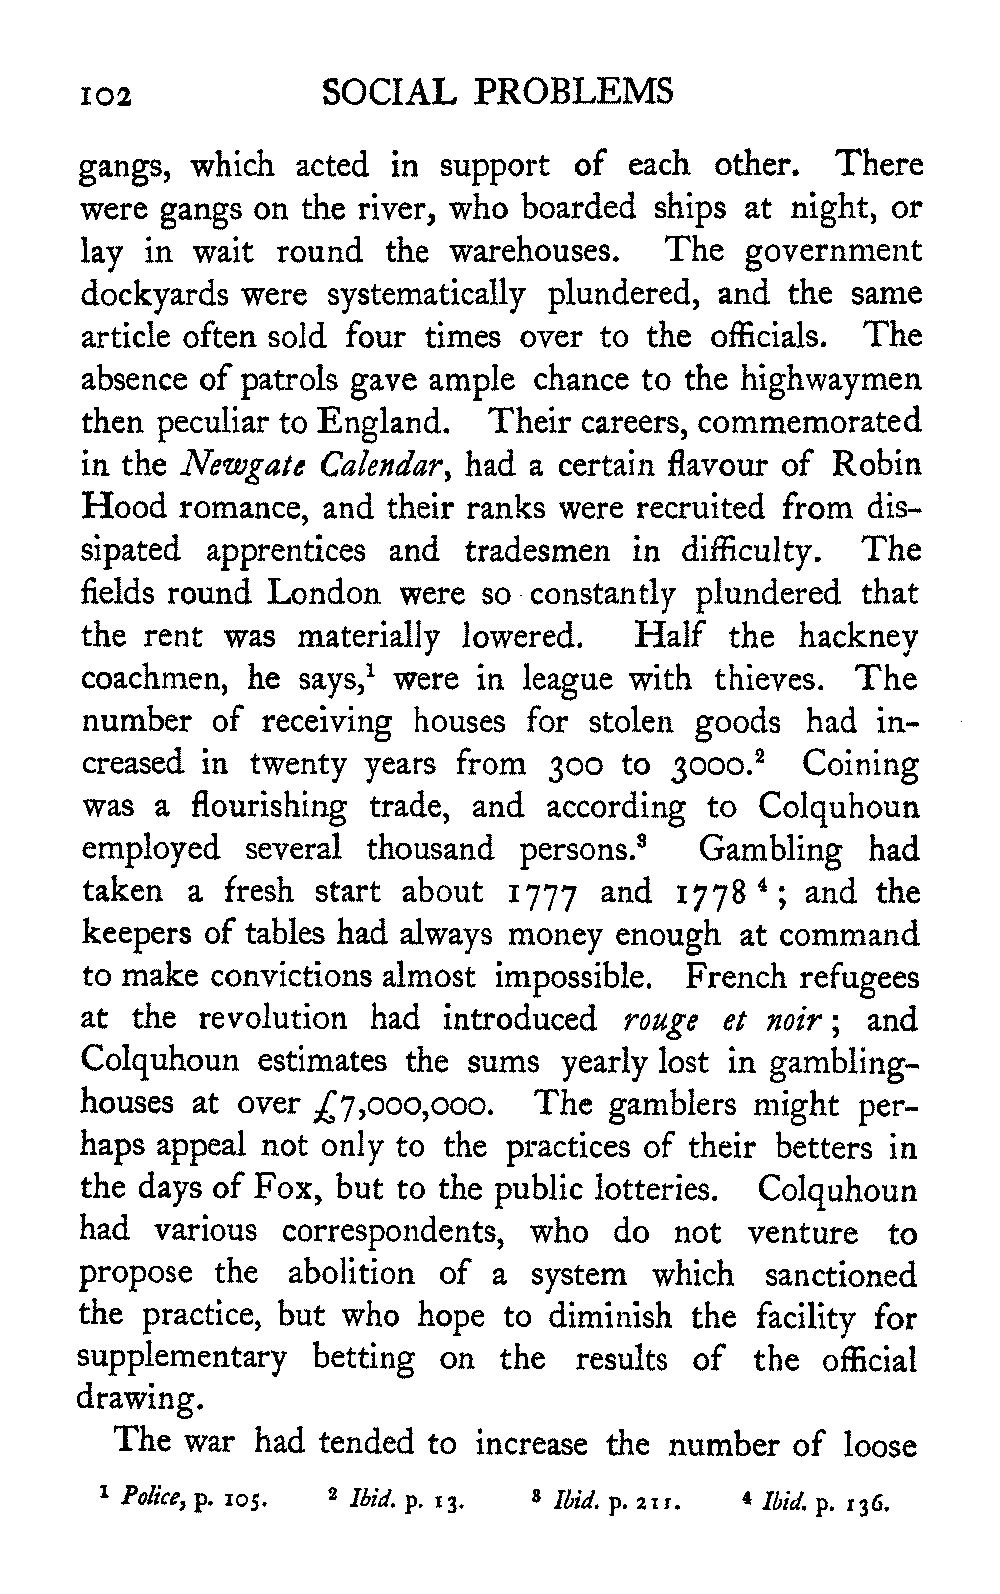 102 SOCIAL PROBLEMS
gangs, which acted in support of each other. There
were gangs on the river, who boarded ships at night, or
lay in wait round the warehouses. The government
dockyards were systematically plundered, and the same
article often sold four times over to the officials. The
absence of patrols gave ample chance to the highwaymen
then peculiar to England. Their careers, commemorated
in the Newgate Calendar, had a certain flavour of Robin
Hood romance, and their ranks were recruited from dis-
sipated apprentices and tradesmen in difficulty. The
fields round London were so constantly plundered that
the rent was materially lowered. Half the hackney
coachmen, he says,¹ were in league with thieves. The
number of receiving houses for stolen goods had in-
creased in twenty years from 300 to 3000.² Coining
was a flourishing trade, and according to Colquhoun
employed several thousand persons.³ Gambling had
taken a fresh start about 1777 and 1778 ⁴ ; and the
keepers of tables had always money enough at command
to make convictions almost impossible. French refugees
at the revolution had introduced rouge et noir ; and
Colquhoun estimates the sums yearly lost in gambling-
houses at over £7,000,000. The gamblers might per-
haps appeal not only to the practices of their betters in
the days of Fox, but to the public lotteries. Colquhoun
had various correspondents, who do not venture to
propose the abolition of a system which sanctioned
the practice, but who hope to diminish the facility for
supplementary betting on the results of the official
drawing.
The war had tended to increase the number of loose
¹ Police, p. 105. ² Ibid. p. 13. ³ Ibid. p. 211. ⁴ Ibid. p. 136.